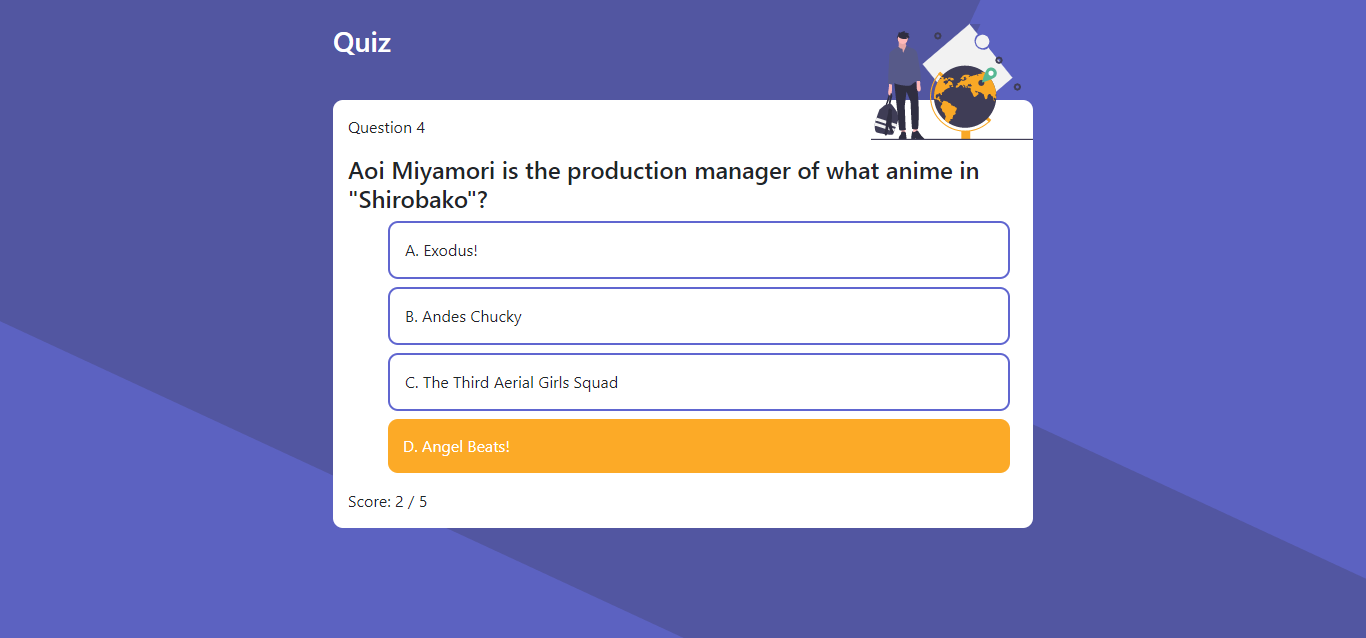 Quiz
Question 4
Aoi Miyamori is the production manager of what anime in
"Shirobako"?
A. Exodus!
B. Andes Chucky
C. The Third Aerial Girls Squad
D. Angel Beats!
Score: 2 / 5